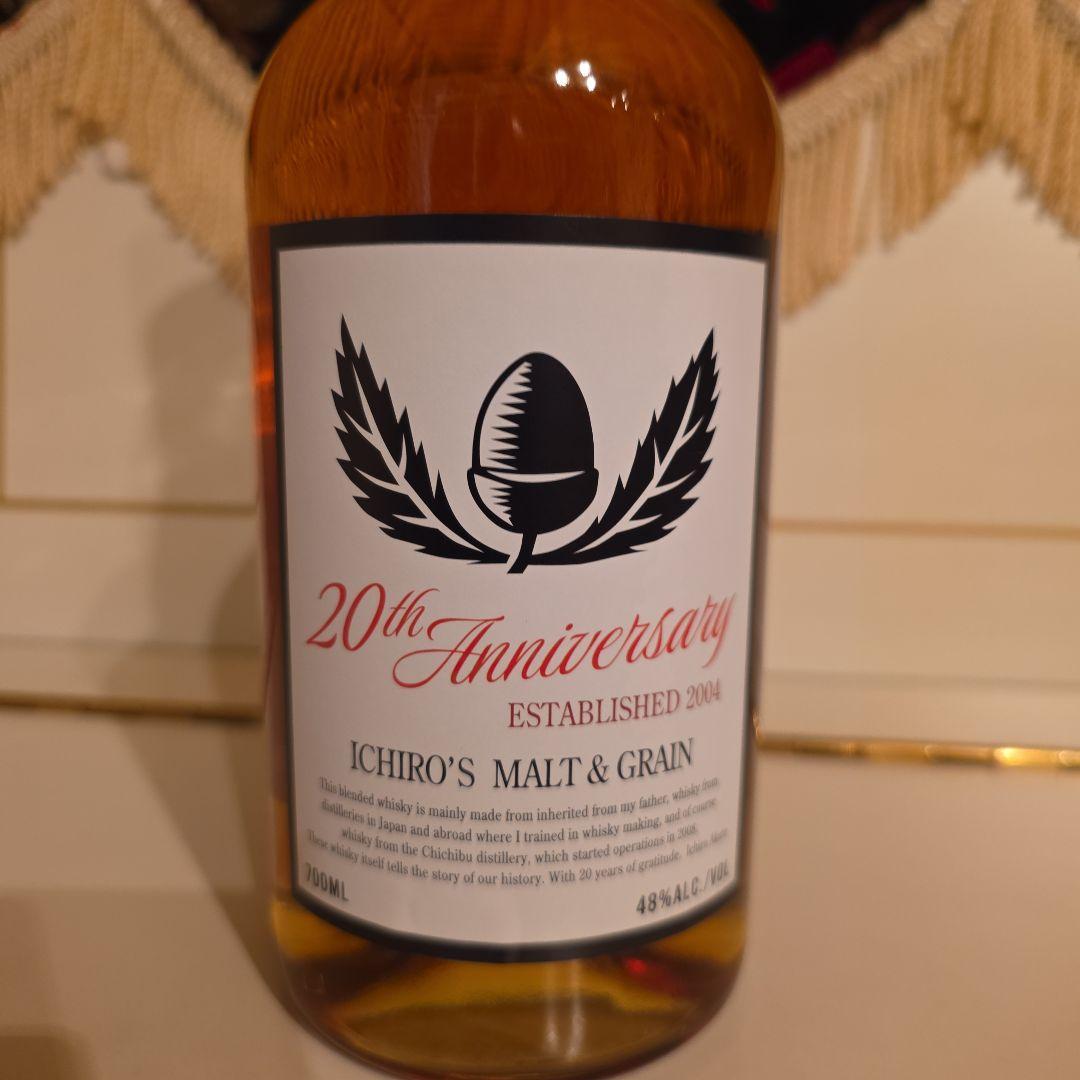 20th Anniversary
ESTABLISHED 2004
ICHIRO'S MALT & GRAIN
This blended whisky is mainly made from inherited from my father, whisky from
distilleries in Japan and abroad where I trained in whisky making, and of course
whisky from the Chichibu distillery, which started operations in 2008.
These whisky itself tells the story of our history. With 20 years of gratitude, Ichiro Akuto
700ML
48%ALC./VOL